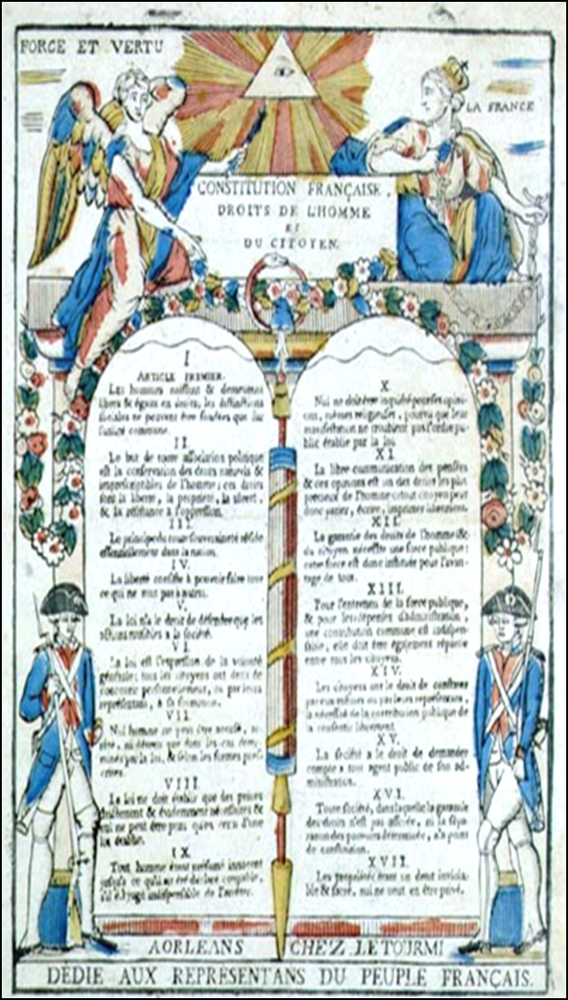 FORCE ET VERTU
LA FRANCE
CONSTITUTION FRANÇAISE.
DROITS DE L'HOMME
ET
DU CITOYEN.
I
ARTICLE PREMIER.
Les hommes naissent & demeurent
libres & égaux en droits, les distinctions
sociales ne peuvent être fondées que sur
l'utilité commune.
II.
Le but de toute association politique
est la conservation des droits naturels &
imprescriptibles de l'homme; ces droits
sont la liberté, la propriété, la sûreté,
& la résistance à l'oppression.
III.
Le principe de toute souveraineté réside
essentiellement dans la nation.
IV.
La liberté consiste à pouvoir faire tout
ce qui ne nuit pas à autrui.
V.
La loi n'a le droit de défendre que les
actions nuisibles à la société.
VI.
La loi est l'expression de la volonté
générale; tous les citoyens ont droit de
concourir personnellement, ou par leurs
représentans, à sa formation.
VII.
Nul homme ne peut être accusé,
ni détenu que dans les cas
par la loi, & selon les formes
VIII.
La loi ne doit établir que des peines
strictement & évidemment nécessaires &
nul ne peut être puni qu'en
loi établie.
IX.
Tout homme étant présumé innocent
jusqu'à ce qu'il ait été déclaré coupable,
s'il est jugé indispensable de l'arrêter.
X.
Nul ne doit être inquiété pour ses opini-
ons, mêmes religieuses, pourvu que leur
manifestation ne troublent pas l'ordre pu-
blic établie par la loi.
XI.
La libre communication des pensées
& des opinions est un des droits les plus
précieux de l'homme: tout citoyen peut
donc parler, écrire, imprimer librement.
XII.
La garantie des droits de l'homme &
du citoyen nécessite une force publique:
cette force est donc instituée pour l'avan-
tage de tous.
XIII.
Pour l'entretien de la force publique,
& pour les dépenses d'administration,
une contribution commune est indispen-
sable; elle doit être également répartie
entre tous les citoyens.
XIV.
Les citoyens ont le droit de constater
par eux mêmes ou par leurs représentans,
la nécessité de la contribution publique de
la consentir librement.
XV.
La société a le droit de demander
compte à tout agent public de son ad-
ministration.
XVI.
Toute société, dans laquelle la garantie
des droits n'est pas assurée, ni la sépa-
ration des pouvoirs déterminée, n'a point
de constitution.
XVII.
Les propriétés étant un droit inviola-
ble & sacré, nul ne peut en être privé.
A ORLEANS CHEZ LETOURMI
DÉDIÉ AUX REPRESENTANS DU PEUPLE FRANÇAIS.